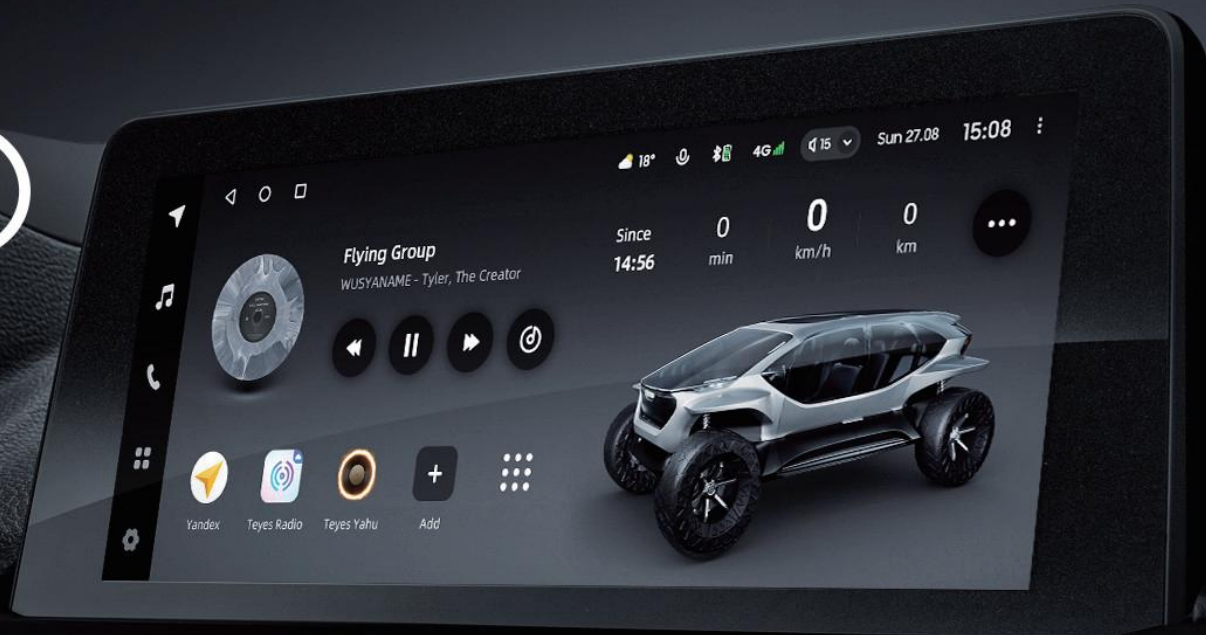 18°
4G
15
Sun 27.08
15:08
Flying Group
WUSYANAME - Tyler, The Creator
Since
14:56
0
min
0
km/h
0
km
Yandex
Teyes Radio
Teyes Yahu
Add